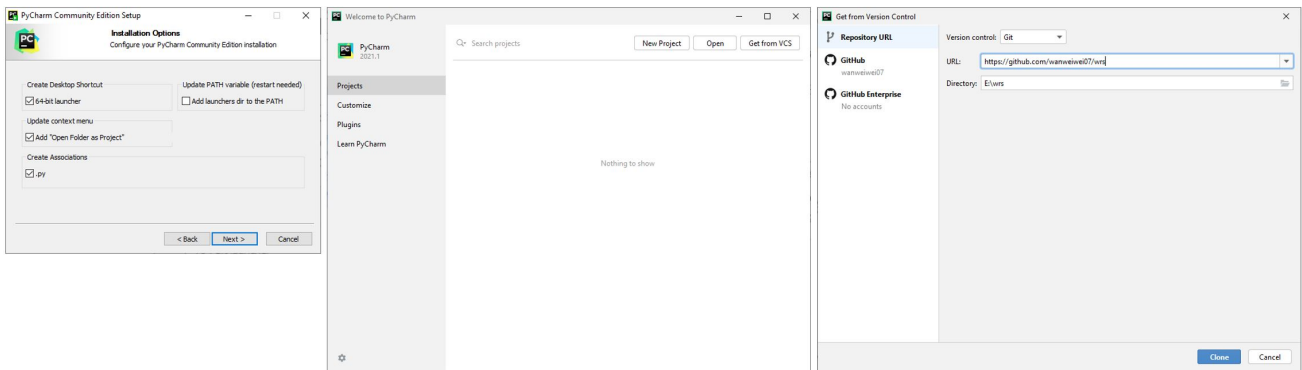 PyCharm Community Edition Setup
Installation Options
Configure your PyCharm Community Edition installation
Create Desktop Shortcut
64-bit launcher
Update PATH variable (restart needed)
Add launchers dir to the PATH
Update context menu
Add "Open Folder as Project"
Create Associations
.py
< Back
Next >
Cancel
Welcome to PyCharm
PyCharm
2021.1
Search projects
New Project
Open
Get from VCS
Projects
Customize
Plugins
Learn PyCharm
Nothing to show
Get from Version Control
Repository URL
GitHub
wanweiwei07
GitHub Enterprise
No accounts
Version control: Git
URL: https://github.com/wanweiwei07/wrs
Directory: E:\wrs
Clone
Cancel